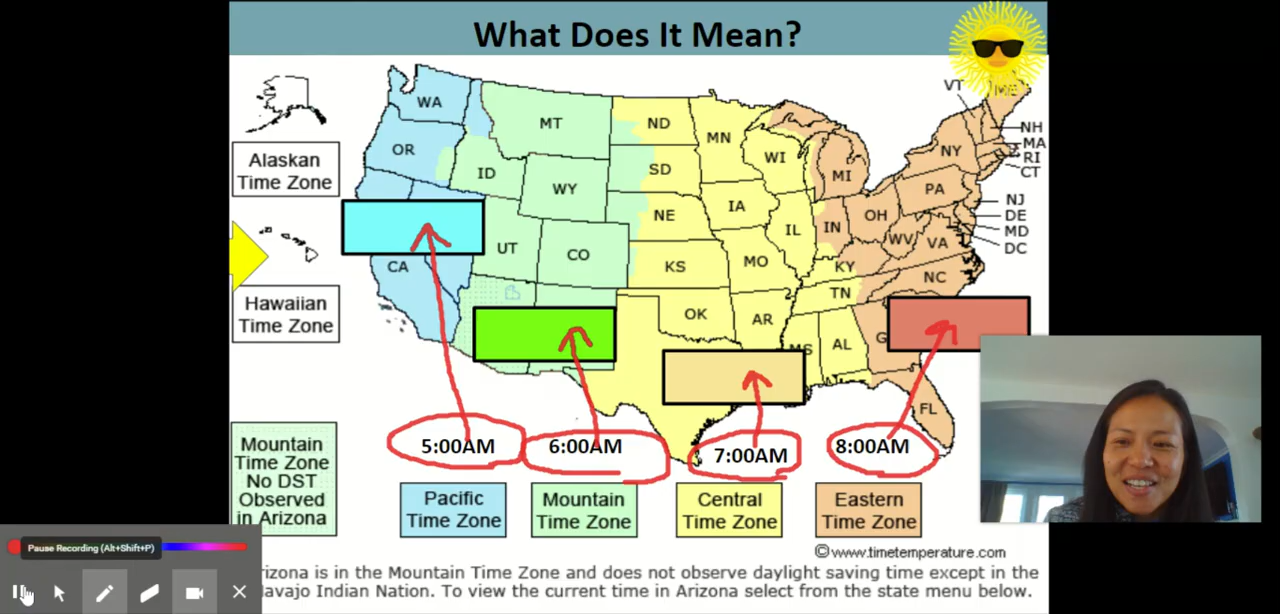 What Does It Mean?
Alaskan
Time Zone
Hawaiian
Time Zone
Mountain
Time Zone
No DST
Observed
in Arizona
WA
OR
CA
ID
MT
WY
UT
CO
ND
SD
NE
KS
OK
MN
IA
MO
AR
WI
IL
MS
AL
TN
KY
MI
IN
OH
WV
VA
NC
FL
PA
NY
VT
ME
NH
MA
RI
CT
NJ
DE
MD
DC
5:00AM
6:00AM
7:00AM
8:00AM
Pacific
Time Zone
Mountain
Time Zone
Central
Time Zone
Eastern
Time Zone
©www.timetemperature.com
Pause Recording (Alt+Shift+P)
rizona is in the Mountain Time Zone and does not observe daylight saving time except in the
avajo Indian Nation. To view the current time in Arizona select from the state menu below.